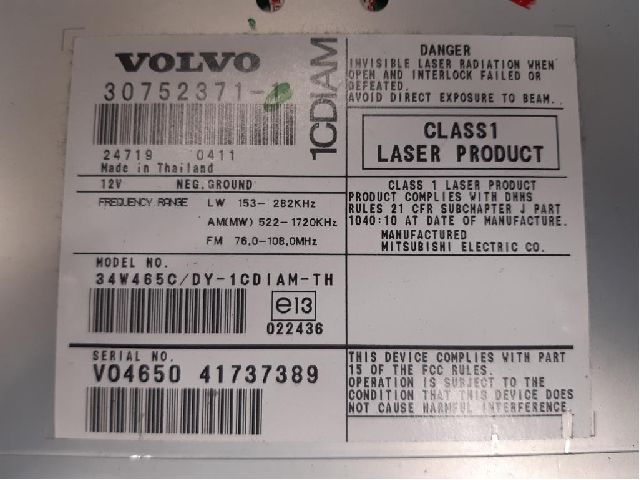 VOLVO
30752371-
1CDIAM
24719 0411
Made in Thailand
12V NEG.GROUND
FREQUENCY RANGE LW 153-282KHz
AM(MW) 522-1720KHz
FM 76.0-108.0MHz
MODEL NO.
34W465C/DY-1CDIAM-TH
e13
022436
SERIAL NO.
V04650 41737389
DANGER
INVISIBLE LASER RADIATION WHEN
OPEN AND INTERLOCK FAILED OR
DEFEATED.
AVOID DIRECT EXPOSURE TO BEAM.
CLASS1
LASER PRODUCT
CLASS 1 LASER PRODUCT
PRODUCT COMPLIES WITH DHHS
RULES 21 CFR SUBCHAPTER J PART
1040:10 AT DATE OF MANUFACTURE.
MANUFACTURED
MITSUBISHI ELECTRIC CO.
THIS DEVICE COMPLIES WITH PART
15 OF THE FCC RULES.
OPERATION IS SUBJECT TO THE
CONDITION THAT THIS DEVICE DOES
NOT CAUSE HARMFUL INTERFERENCE.